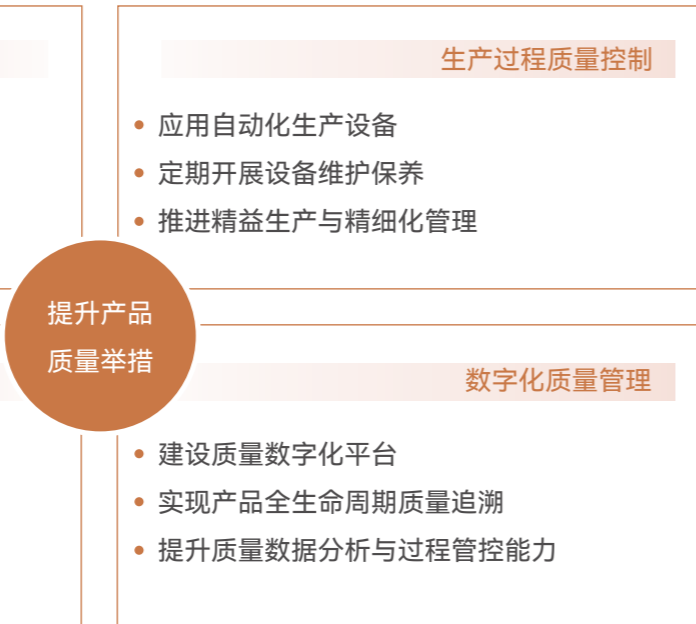 生产过程质量控制
应用自动化生产设备
定期开展设备维护保养
推进精益生产与精细化管理
提升产品
质量举措
数字化质量管理
建设质量数字化平台
实现产品全生命周期质量追溯
提升质量数据分析与过程管控能力